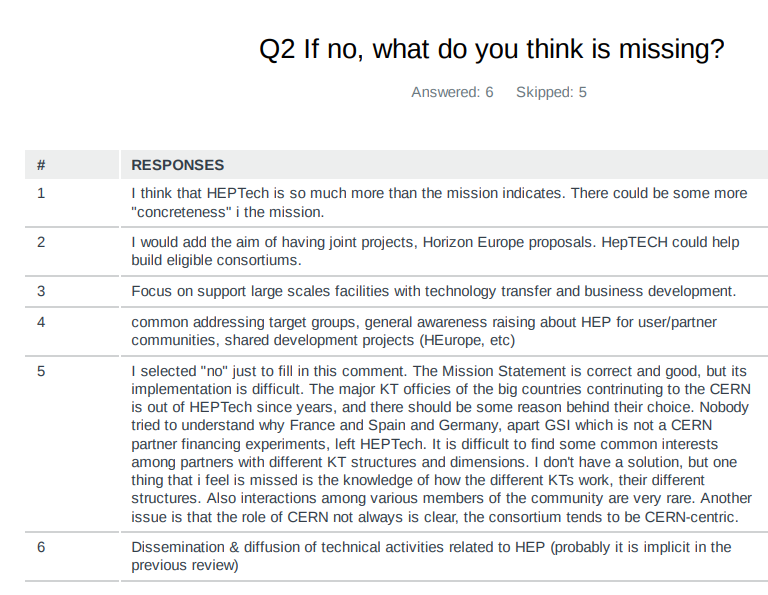 Q2 If no, what do you think is missing?
Answered: 6 Skipped: 5
# RESPONSES
1 I think that HEPTech is so much more than the mission indicates. There could be some more
"concreteness" i the mission.
2 I would add the aim of having joint projects, Horizon Europe proposals. HepTECH could help
build eligible consortiums.
3 Focus on support large scales facilities with technology transfer and business development.
4 common addressing target groups, general awareness raising about HEP for user/partner
communities, shared development projects (HEurope, etc)
5 I selected "no" just to fill in this comment. The Mission Statement is correct and good, but its
implementation is difficult. The major KT officies of the big countries contrinuting to the CERN
is out of HEPTech since years, and there should be some reason behind their choice. Nobody
tried to understand why France and Spain and Germany, apart GSI which is not a CERN
partner financing experiments, left HEPTech. It is difficult to find some common interests
among partners with different KT structures and dimensions. I don't have a solution, but one
thing that i feel is missed is the knowledge of how the different KTs work, their different
structures. Also interactions among various members of the community are very rare. Another
issue is that the role of CERN not always is clear, the consortium tends to be CERN-centric.
6 Dissemination & diffusion of technical activities related to HEP (probably it is implicit in the
previous review)